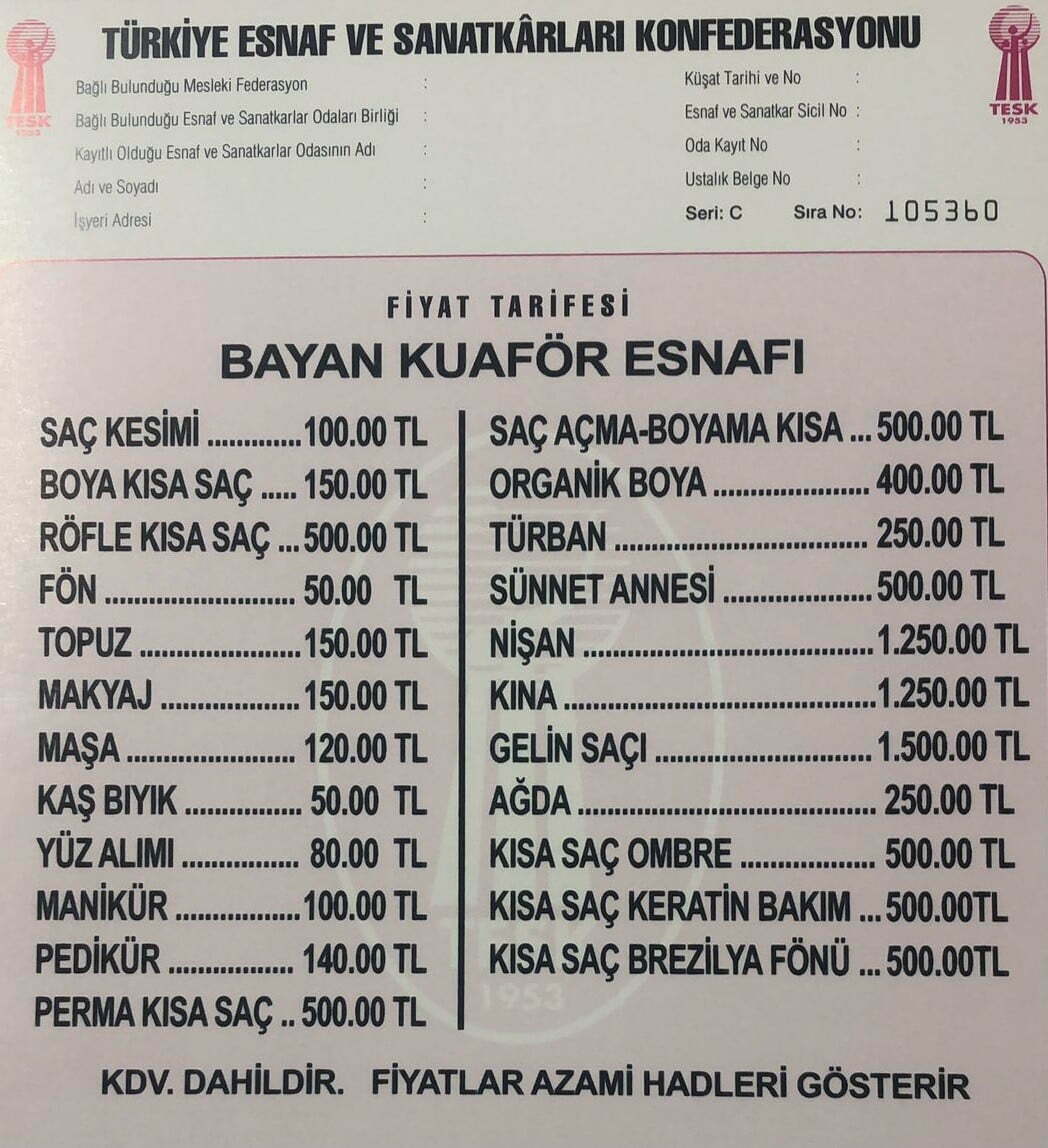 TÜRKİYE ESNAF VE SANATKÂRLARI KONFEDERASYONU
TESK
1953
TESK
1953
Bağlı Bulunduğu Mesleki Federasyon :
Bağlı Bulunduğu Esnaf ve Sanatkarlar Odaları Birliği :
Kayıtlı Olduğu Esnaf ve Sanatkarlar Odasının Adı :
Adı ve Soyadı :
İşyeri Adresi :
Küşat Tarihi ve No :
Esnaf ve Sanatkar Sicil No :
Oda Kayıt No :
Ustalık Belge No :
Seri: C Sıra No: 105360
FİYAT TARİFESİ
BAYAN KUAFÖR ESNAFI
SAÇ KESİMİ .............100.00 TL
BOYA KISA SAÇ ..... 150.00 TL
RÖFLE KISA SAÇ ...500.00 TL
FÖN .......................... 50.00 TL
TOPUZ ......................150.00 TL
MAKYAJ ...................150.00 TL
MAŞA ....................... 120.00 TL
KAŞ BIYIK ................ 50.00 TL
YÜZ ALIMI ................ 80.00 TL
MANİKÜR .................100.00 TL
PEDİKÜR ................. 140.00 TL
PERMA KISA SAÇ .. 500.00 TL
SAÇ AÇMA-BOYAMA KISA ... 500.00 TL
ORGANİK BOYA ..................... 400.00 TL
TÜRBAN .................................. 250.00 TL
SÜNNET ANNESİ ....................500.00 TL
NİŞAN .......................................1.250.00 TL
KINA ..........................................1.250.00 TL
GELİN SAÇI ............................. 1.500.00 TL
AĞDA ........................................ 250.00 TL
KISA SAÇ OMBRE .................. 500.00 TL
KISA SAÇ KERATİN BAKIM ... 500.00TL
KISA SAÇ BREZİLYA FÖNÜ ... 500.00TL
TESK
1953
KDV. DAHİLDİR. FİYATLAR AZAMİ HADLERİ GÖSTERİR